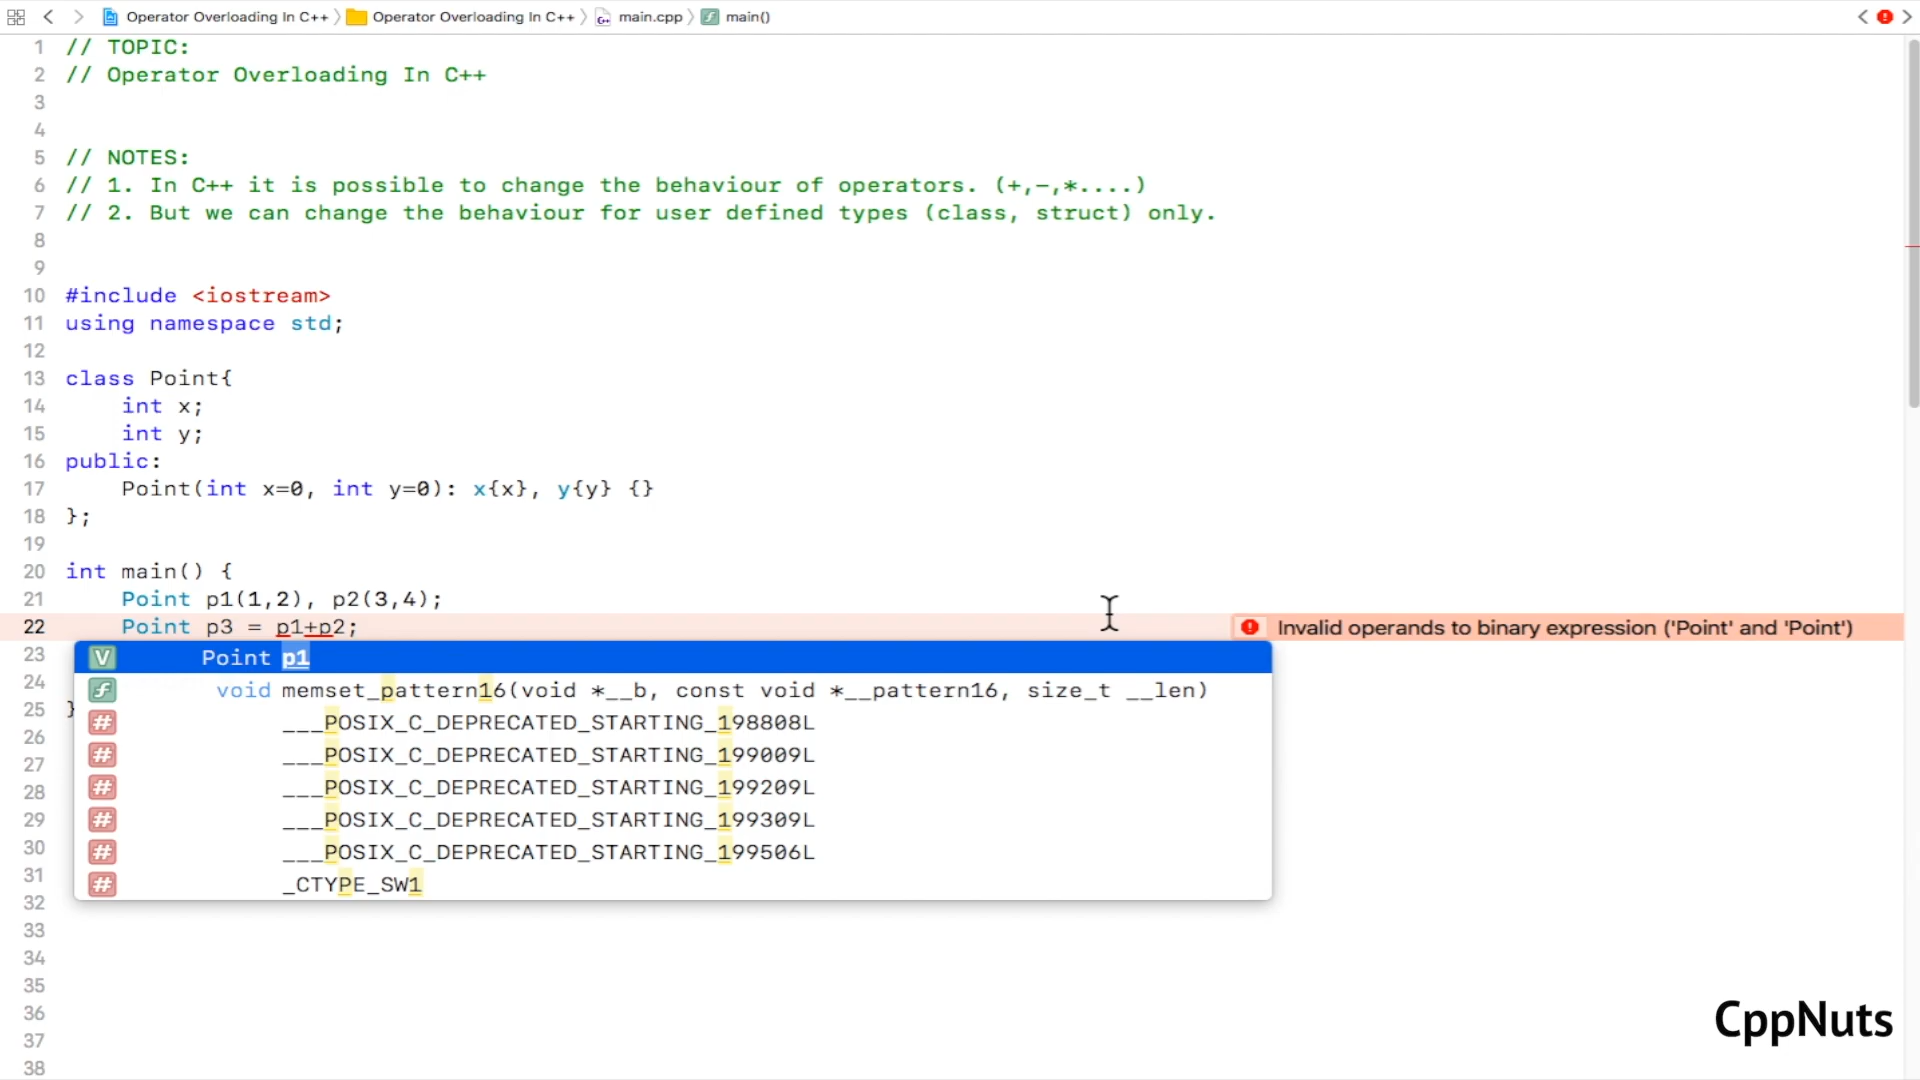 Operator Overloading In C++ Operator Overloading In C++ main.cpp main()
1 // TOPIC:
2 // Operator Overloading In C++
3
4
5 // NOTES:
6 // 1. In C++ it is possible to change the behaviour of operators. (+,-,*....)
7 // 2. But we can change the behaviour for user defined types (class, struct) only.
8
9
10 #include <iostream>
11 using namespace std;
12
13 class Point{
14 int x;
15 int y;
16 public:
17 Point(int x=0, int y=0): x{x}, y{y} {}
18 };
19
20 int main() {
21 Point p1(1,2), p2(3,4);
22 Point p3 = p1+p2; Invalid operands to binary expression ('Point' and 'Point')
23 V Point p1
24 f void memset_pattern16(void *__b, const void *__pattern16, size_t __len)
25 } # ___POSIX_C_DEPRECATED_STARTING_198808L
26 # ___POSIX_C_DEPRECATED_STARTING_199009L
27
28 # ___POSIX_C_DEPRECATED_STARTING_199209L
29 # ___POSIX_C_DEPRECATED_STARTING_199309L
30 # ___POSIX_C_DEPRECATED_STARTING_199506L
31 # _CTYPE_SW1
32
33
34
35
36
CppNuts
37
38